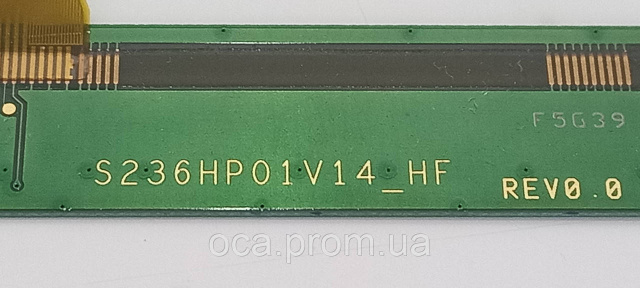 F5G39
S236HP01V14_HF
REV0.0
oca.prom.ua